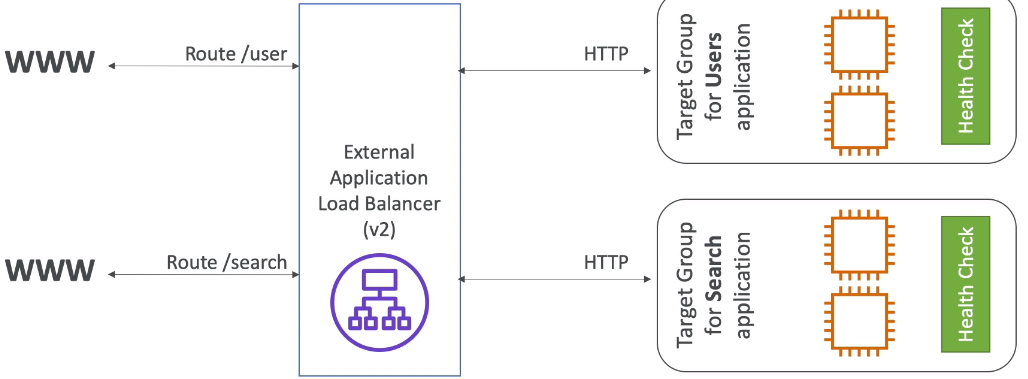 WWW
Route /user
HTTP
Target Group
for Users
application
Health Check
External
Application
Load Balancer
(v2)
WWW
Route /search
HTTP
Target Group
for Search
application
Health Check